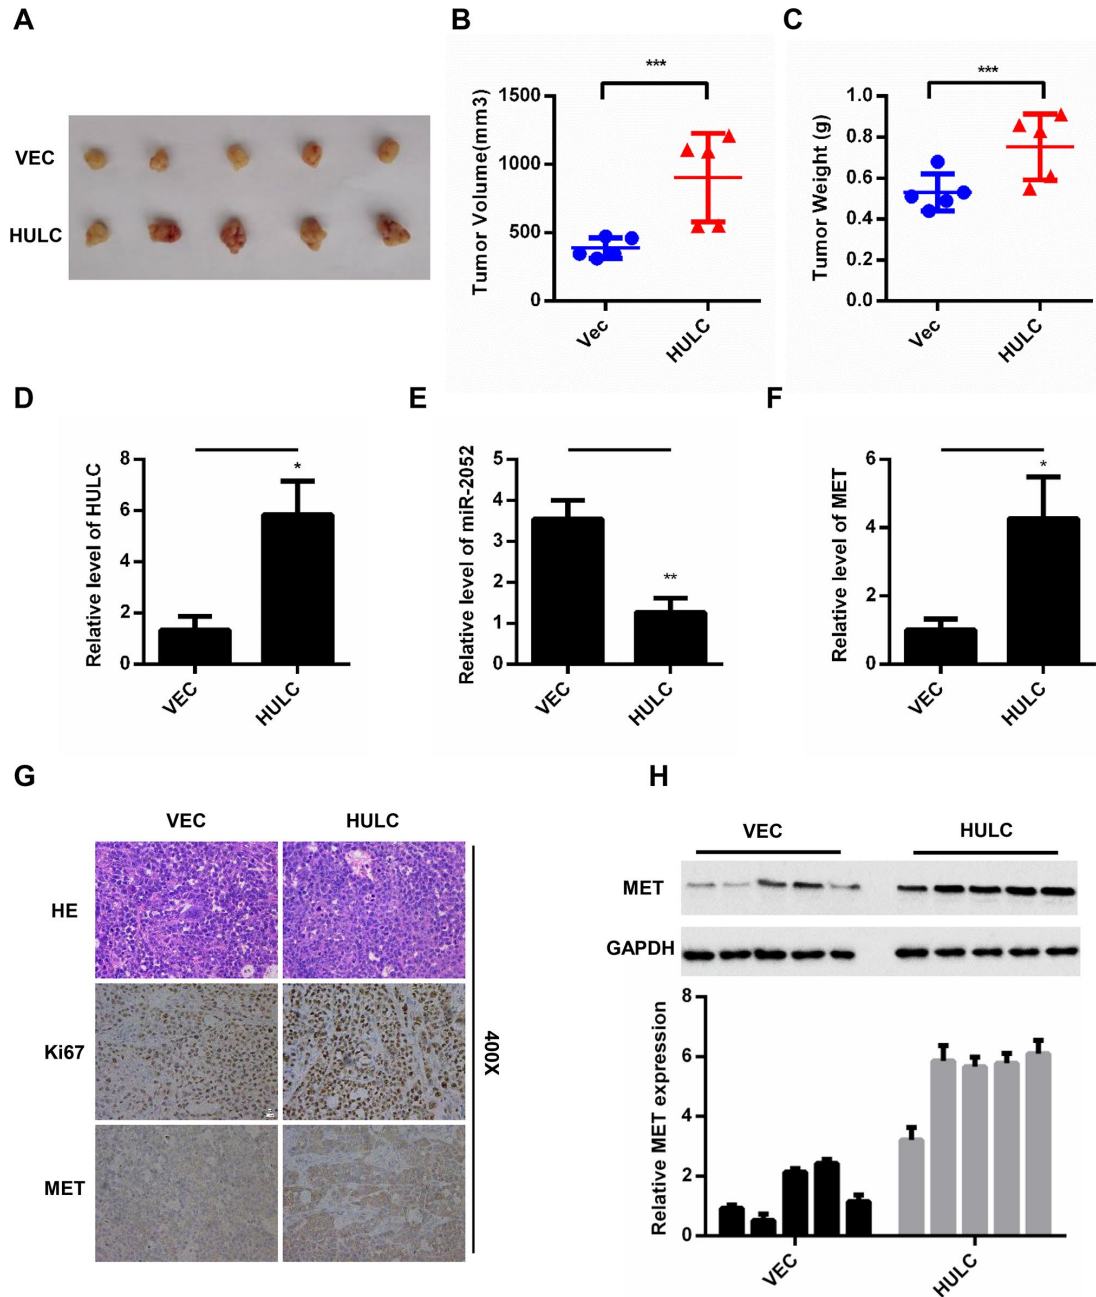 A
VEC
HULC
B
***
Tumor Volume(mm3)
1500
1000
500
0
Vec
HULC
C
***
Tumor Weight (g)
1.0
0.8
0.6
0.4
0.2
0.0
Vec
HULC
D
Relative level of HULC
8
6
4
2
0
*
VEC
HULC
E
Relative level of miR-2052
5
4
3
2
1
0
**
VEC
HULC
F
Relative level of MET
6
4
2
0
*
VEC
HULC
G
VEC
HULC
HE
Ki67
MET
400X
H
VEC
HULC
MET
GAPDH
Relative MET expression
8
6
4
2
0
VEC
HULC